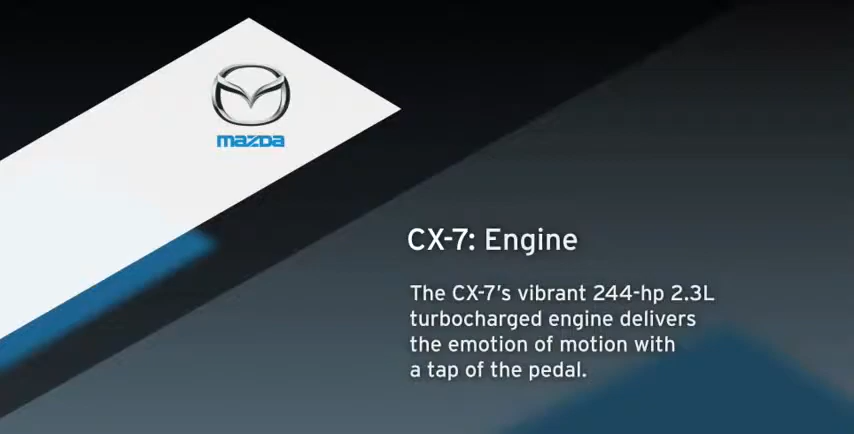 mazda
CX-7: Engine
The CX-7's vibrant 244-hp 2.3L
turbocharged engine delivers
the emotion of motion with
a tap of the pedal.